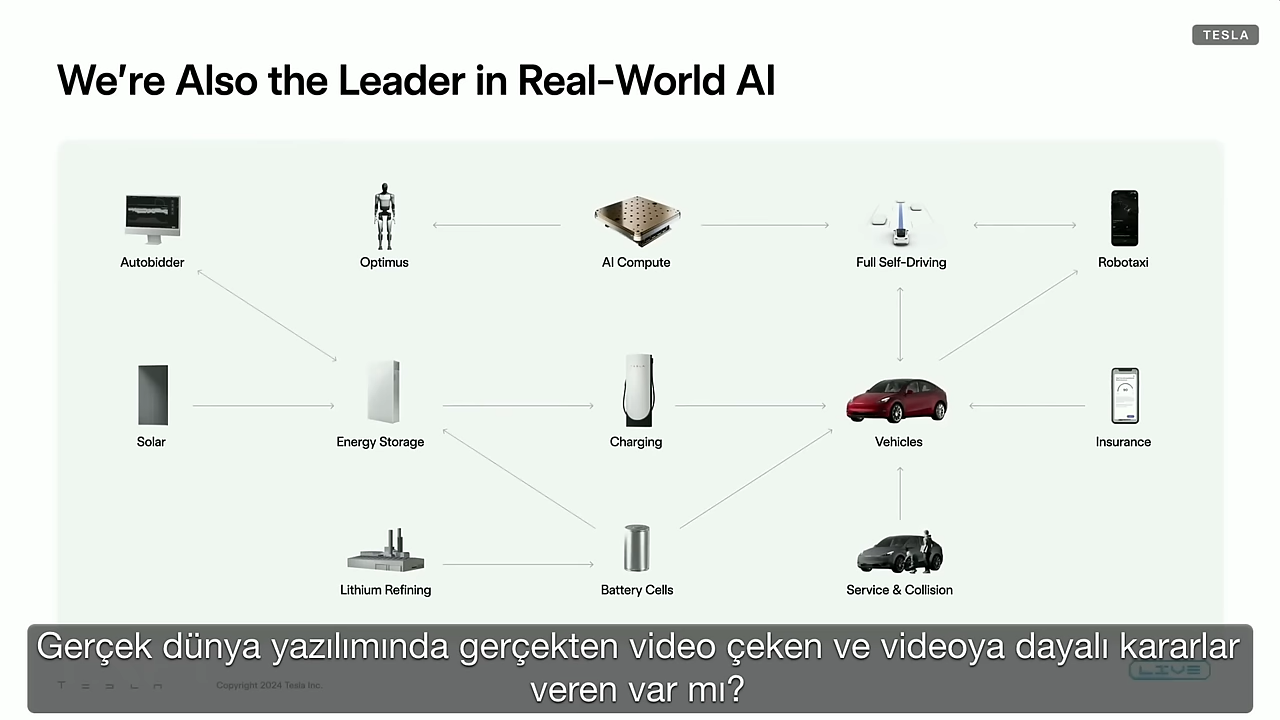 TESLA
We're Also the Leader in Real-World AI
Autobidder
Optimus
AI Compute
Full Self-Driving
Robotaxi
Solar
Energy Storage
Charging
Vehicles
Insurance
Lithium Refining
Battery Cells
Service & Collision
Gerçek dünya yazılımında gerçekten video çeken ve videoya dayalı kararlar
veren var mı?
TESLA
Copyright 2024 Tesla Inc.
LIVE